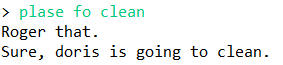 > plase fo clean
Roger that.
Sure, doris is going to clean.